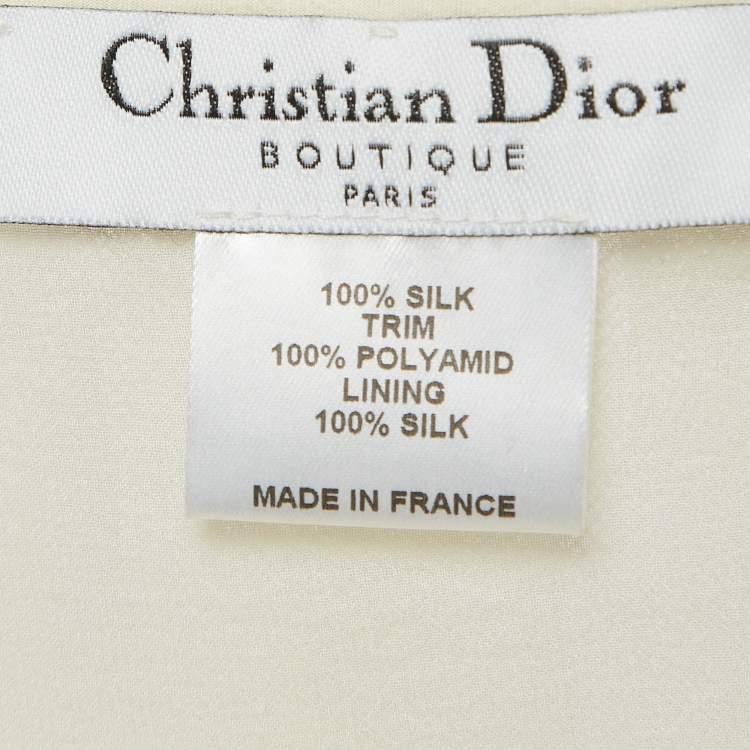 Christian Dior
BOUTIQUE
PARIS
100% SILK
TRIM
100% POLYAMID
LINING
100% SILK
MADE IN FRANCE